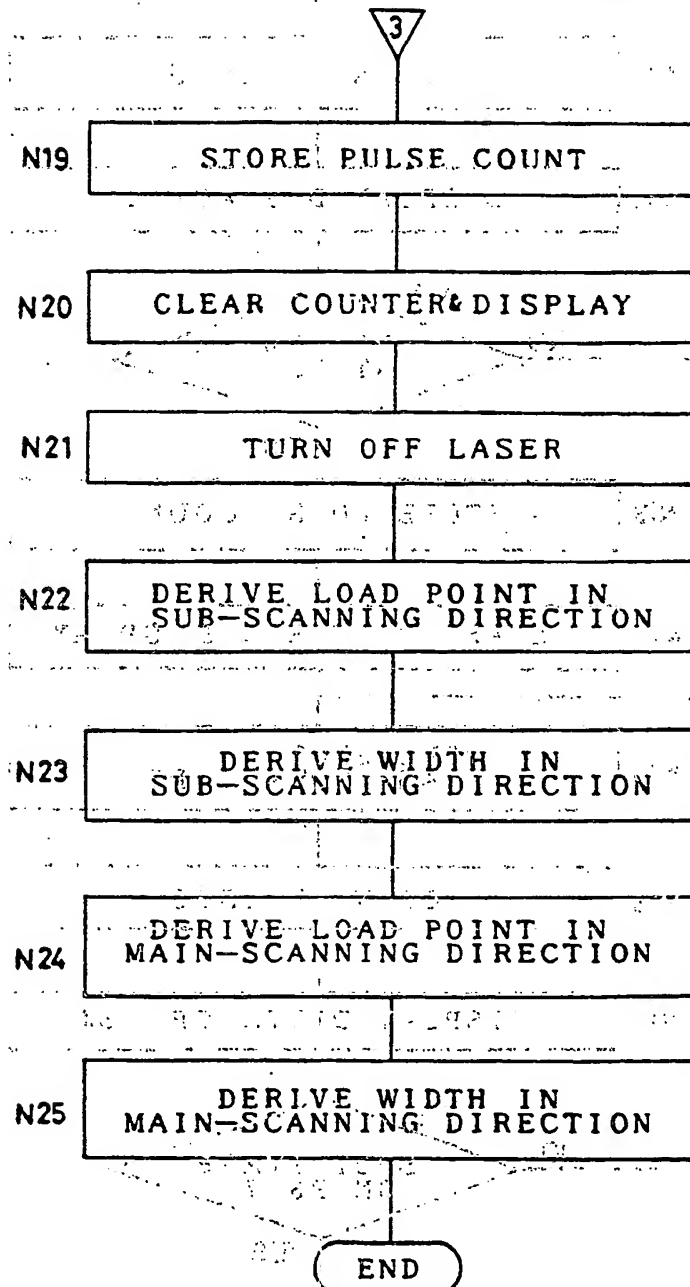 3
N19 STORE PULSE COUNT
N20 CLEAR COUNTER&DISPLAY
N21 TURN OFF LASER
N22 DERIVE LOAD POINT IN
SUB-SCANNING DIRECTION
N23 DERIVE WIDTH IN
SUB-SCANNING DIRECTION
N24 DERIVE LOAD POINT IN
MAIN-SCANNING DIRECTION
N25 DERIVE WIDTH IN
MAIN-SCANNING DIRECTION
END